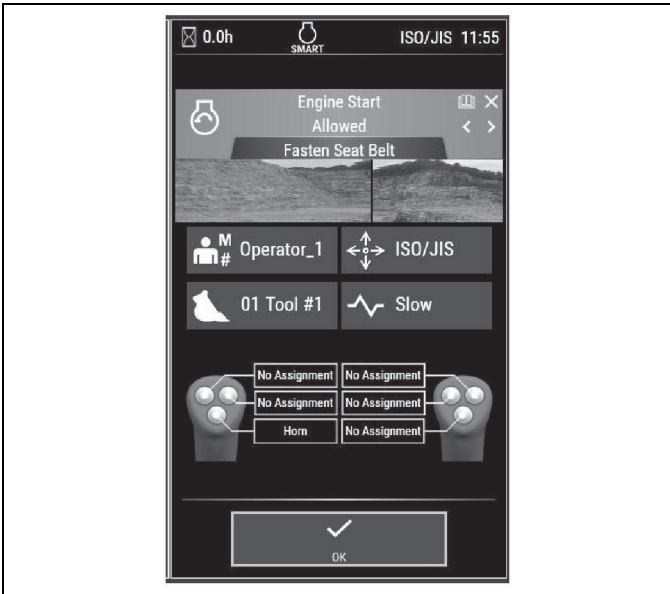 0.0h SMART ISO/JIS 11:55
Engine Start
Allowed
Fasten Seat Belt
M
# Operator_1 ISO/JIS
01 Tool #1 Slow
No Assignment No Assignment
No Assignment No Assignment
Horn No Assignment
OK